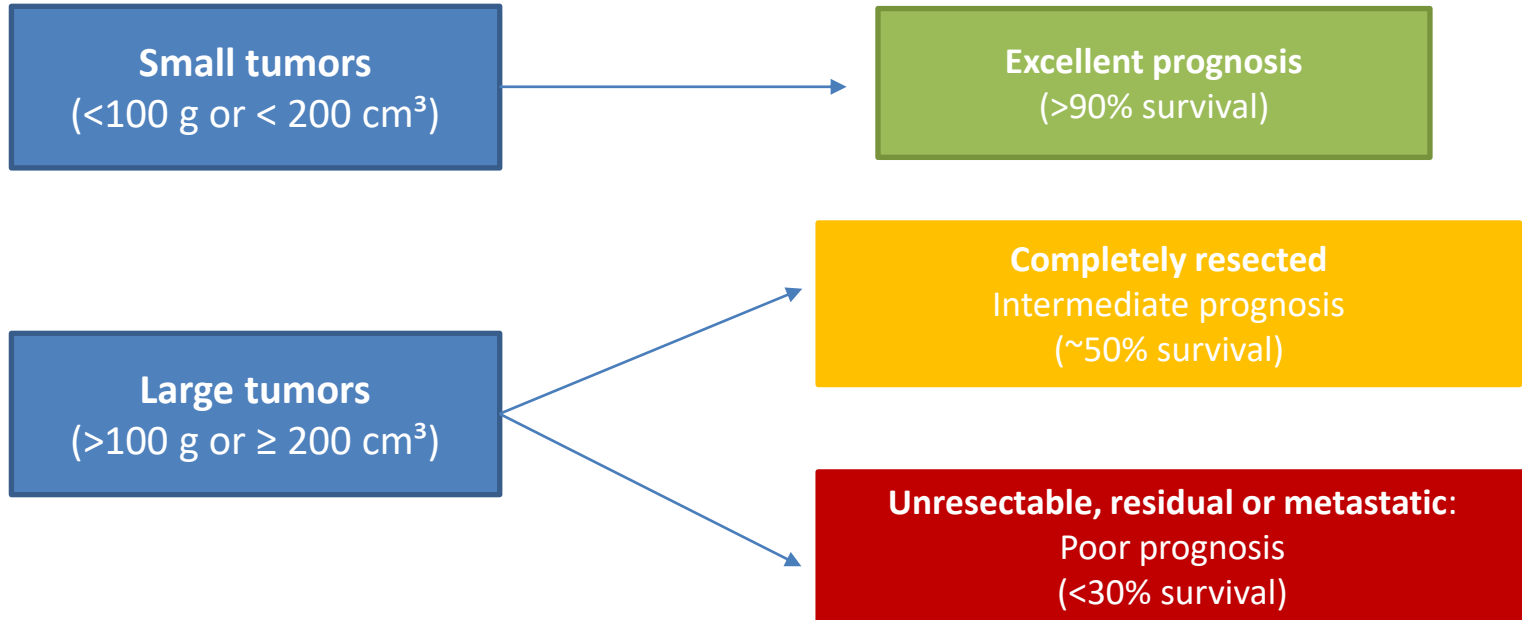 Small tumors
(<100 g or < 200 cm³)
Excellent prognosis
(>90% survival)
Completely resected
Intermediate prognosis
(~50% survival)
Large tumors
(>100 g or ≥ 200 cm³)
Unresectable, residual or metastatic:
Poor prognosis
(<30% survival)